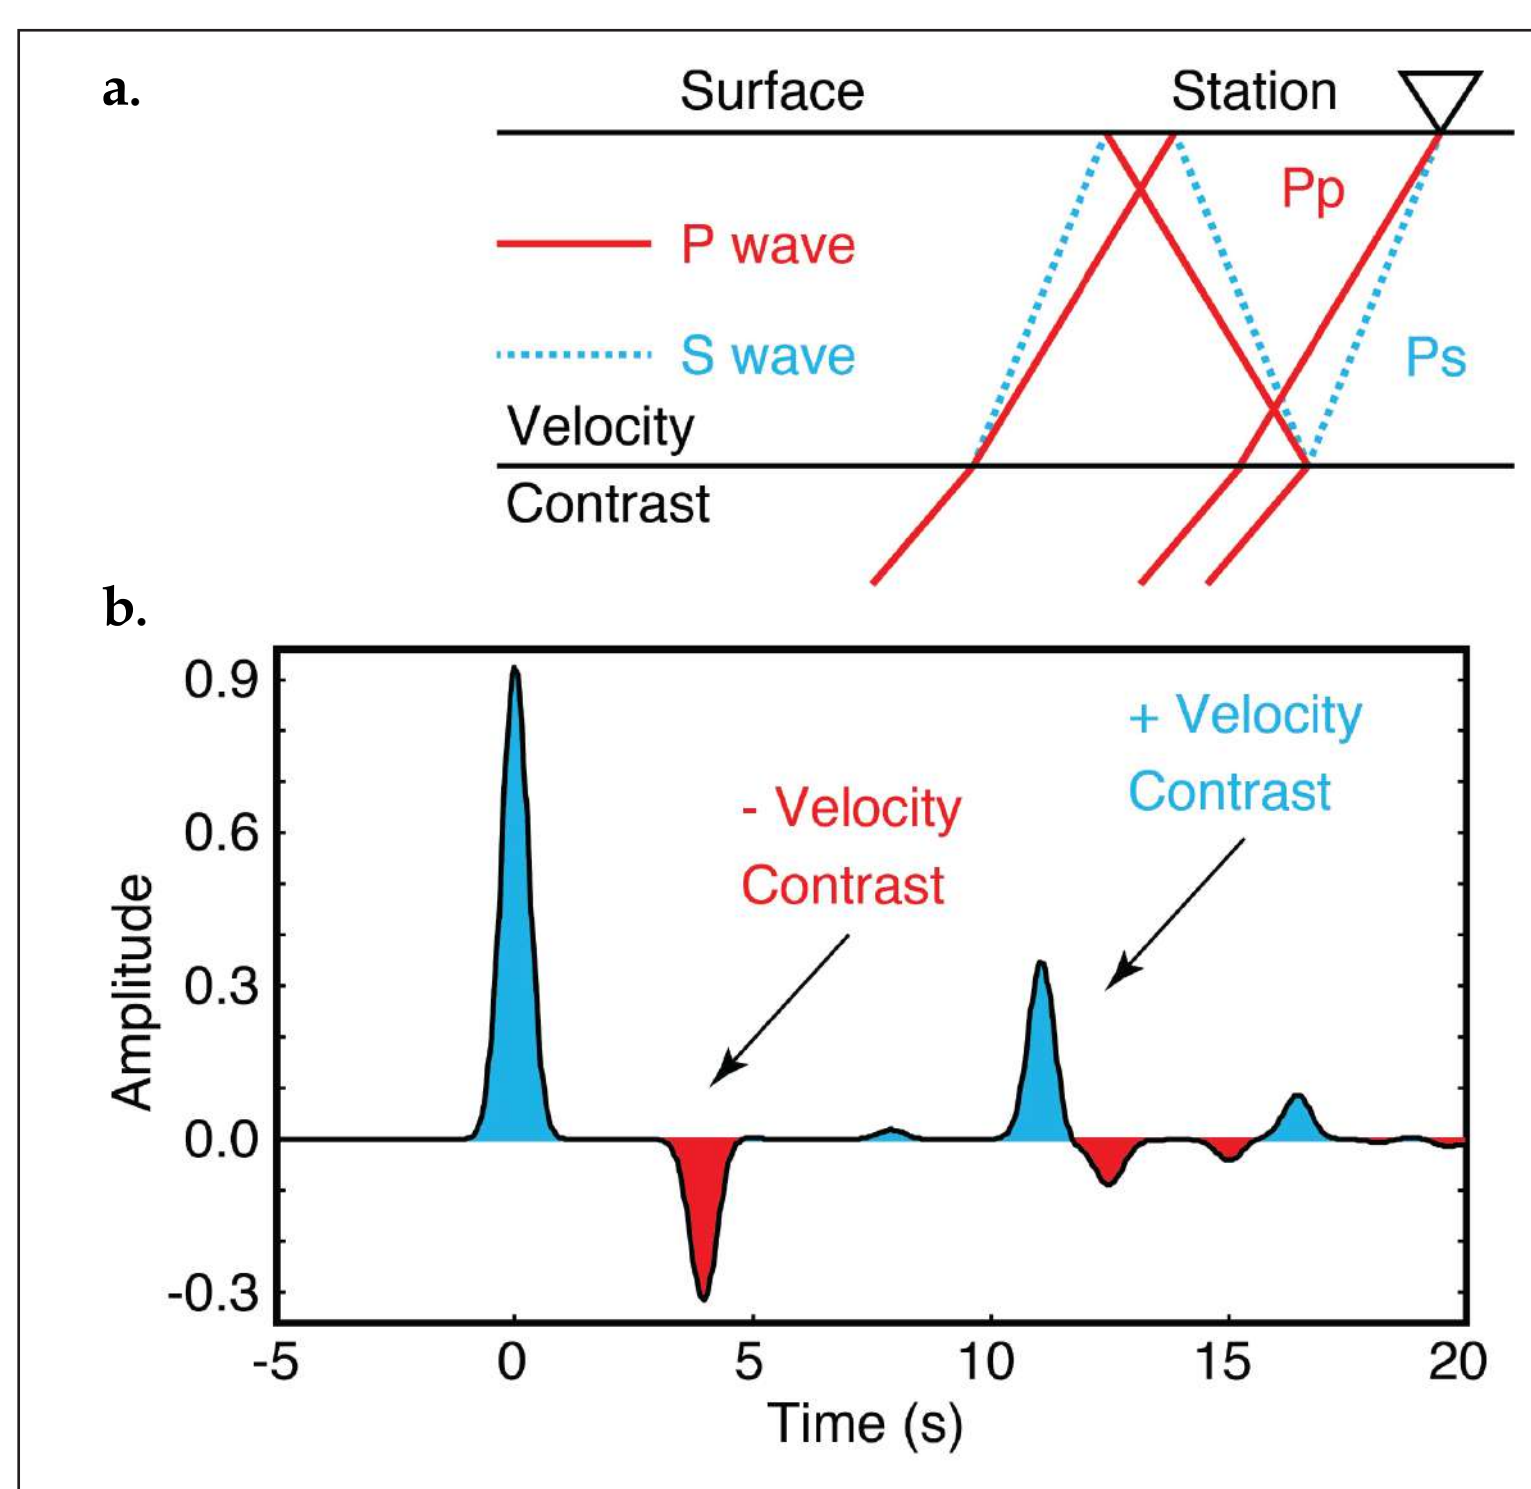 a.
Surface
Station
Pp
P wave
S wave
Ps
Velocity
Contrast
b.
0.9
0.6
0.3
0.0
-0.3
Amplitude
- Velocity
Contrast
+ Velocity
Contrast
-5 0 5 10 15 20
Time (s)